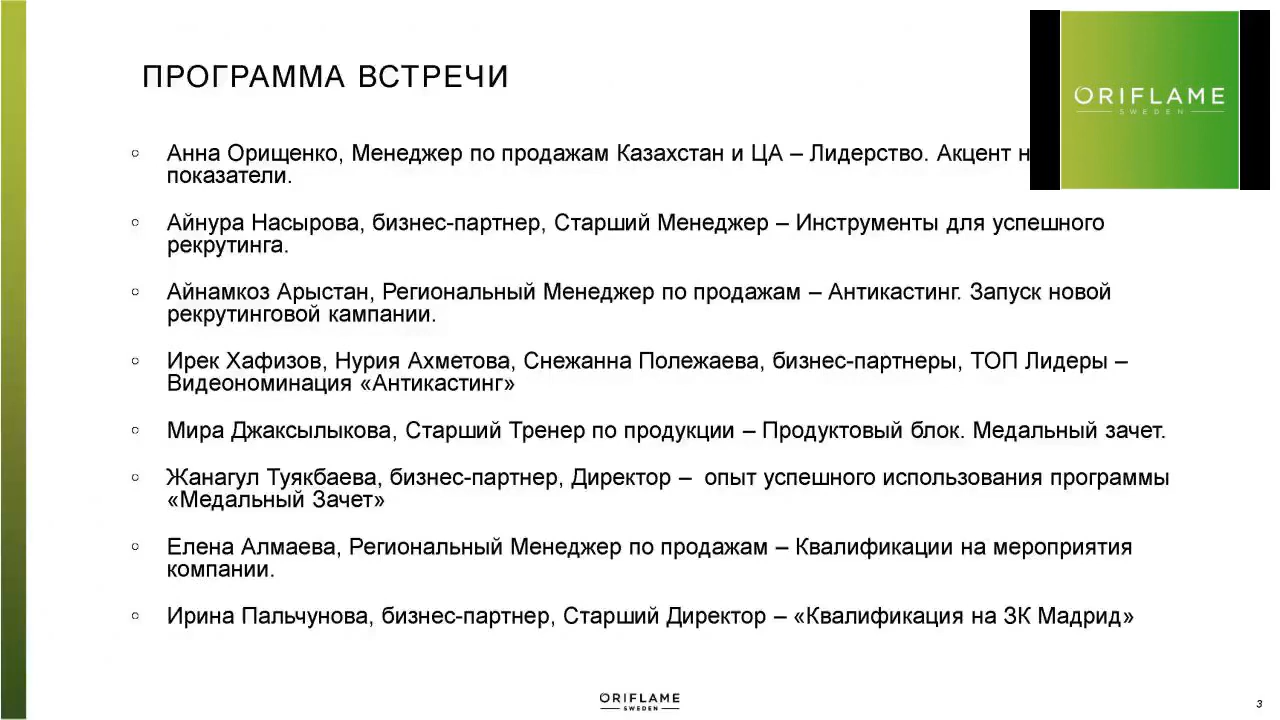 ПРОГРАММА ВСТРЕЧИ
ORIFLAME
SWEDEN
◦ Анна Орищенко, Менеджер по продажам Казахстан и ЦА – Лидерство. Акцент
показатели.
◦ Айнура Насырова, бизнес-партнер, Старший Менеджер – Инструменты для успешного
рекрутинга.
◦ Айнамкоз Арыстан, Региональный Менеджер по продажам – Антикастинг. Запуск новой
рекрутинговой кампании.
◦ Ирек Хафизов, Нурия Ахметова, Снежанна Полежаева, бизнес-партнеры, ТОП Лидеры –
Видеономинация «Антикастинг»
◦ Мира Джаксылыкова, Старший Тренер по продукции – Продуктовый блок. Медальный зачет.
◦ Жанагул Туякбаева, бизнес-партнер, Директор – опыт успешного использования программы
«Медальный Зачет»
◦ Елена Алмаева, Региональный Менеджер по продажам – Квалификации на мероприятия
компании.
◦ Ирина Пальчунова, бизнес-партнер, Старший Директор – «Квалификация на ЗК Мадрид»
ORIFLAME
SWEDEN
3